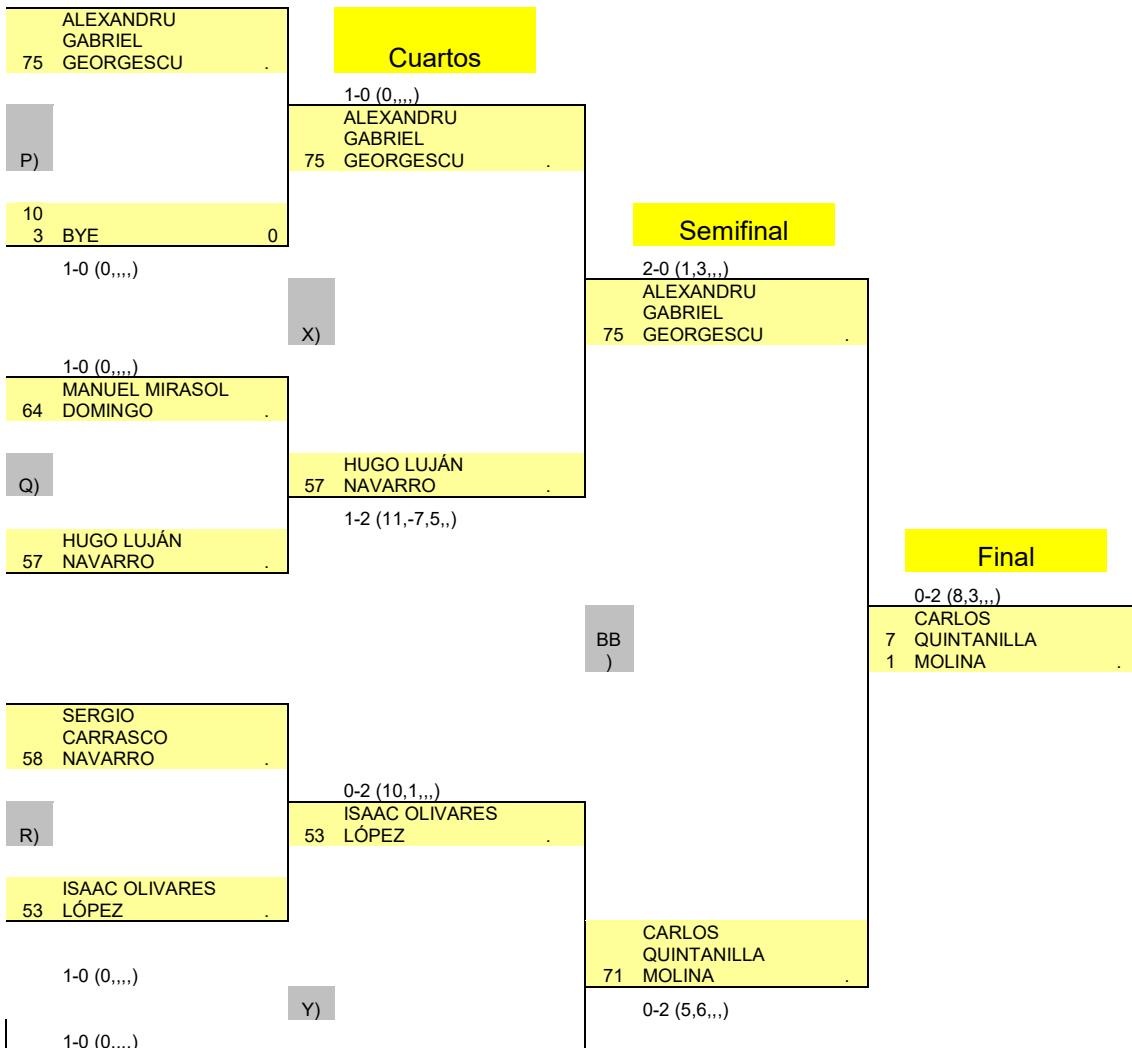 ALEXANDRU
GABRIEL
75 GEORGESCU .
Cuartos
1-0 (0,,,,)
ALEXANDRU
GABRIEL
P)
75 GEORGESCU .
10
3 BYE 0
Semifinal
1-0 (0,,,,)
2-0 (1,3,,,)
ALEXANDRU
GABRIEL
X)
75 GEORGESCU .
1-0 (0,,,,)
MANUEL MIRASOL
64 DOMINGO .
HUGO LUJÁN
Q)
57 NAVARRO .
1-2 (11,-7,5,,)
HUGO LUJÁN
57 NAVARRO .
Final
0-2 (8,3,,,)
CARLOS
BB
7 QUINTANILLA
)
1 MOLINA .
SERGIO
CARRASCO
58 NAVARRO .
0-2 (10,1,,,)
ISAAC OLIVARES
R)
53 LÓPEZ .
ISAAC OLIVARES
53 LÓPEZ .
CARLOS
QUINTANILLA
1-0 (0,,,,)
71 MOLINA .
Y)
0-2 (5,6,,,)
1-0 (0,,,,)